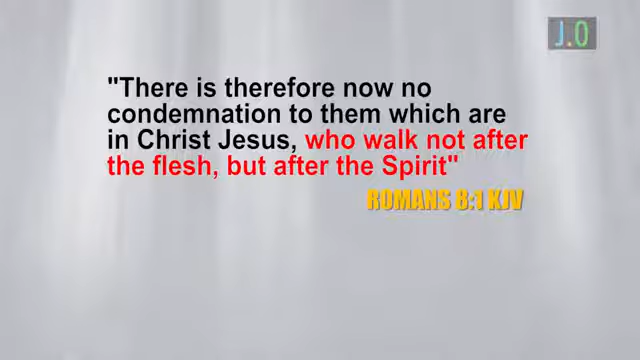 J.O
"There is therefore now no
condemnation to them which are
in Christ Jesus, who walk not after
the flesh, but after the Spirit"
ROMANS 8:1 KJV